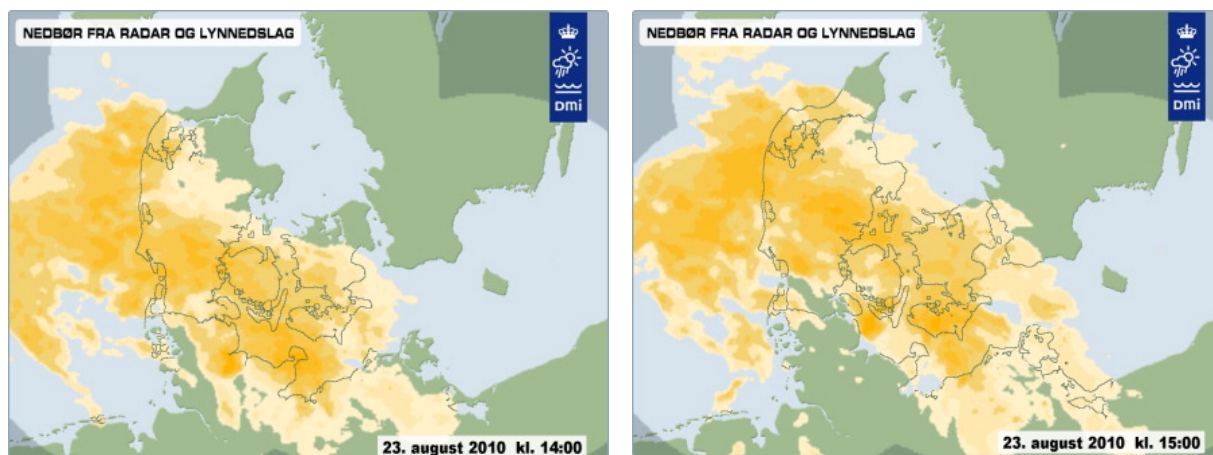 NEDBØR FRA RADAR OG LYNNEDSLAG
DMI
23. august 2010 kl. 14:00
NEDBØR FRA RADAR OG LYNNEDSLAG
DMI
23. august 2010 kl. 15:00